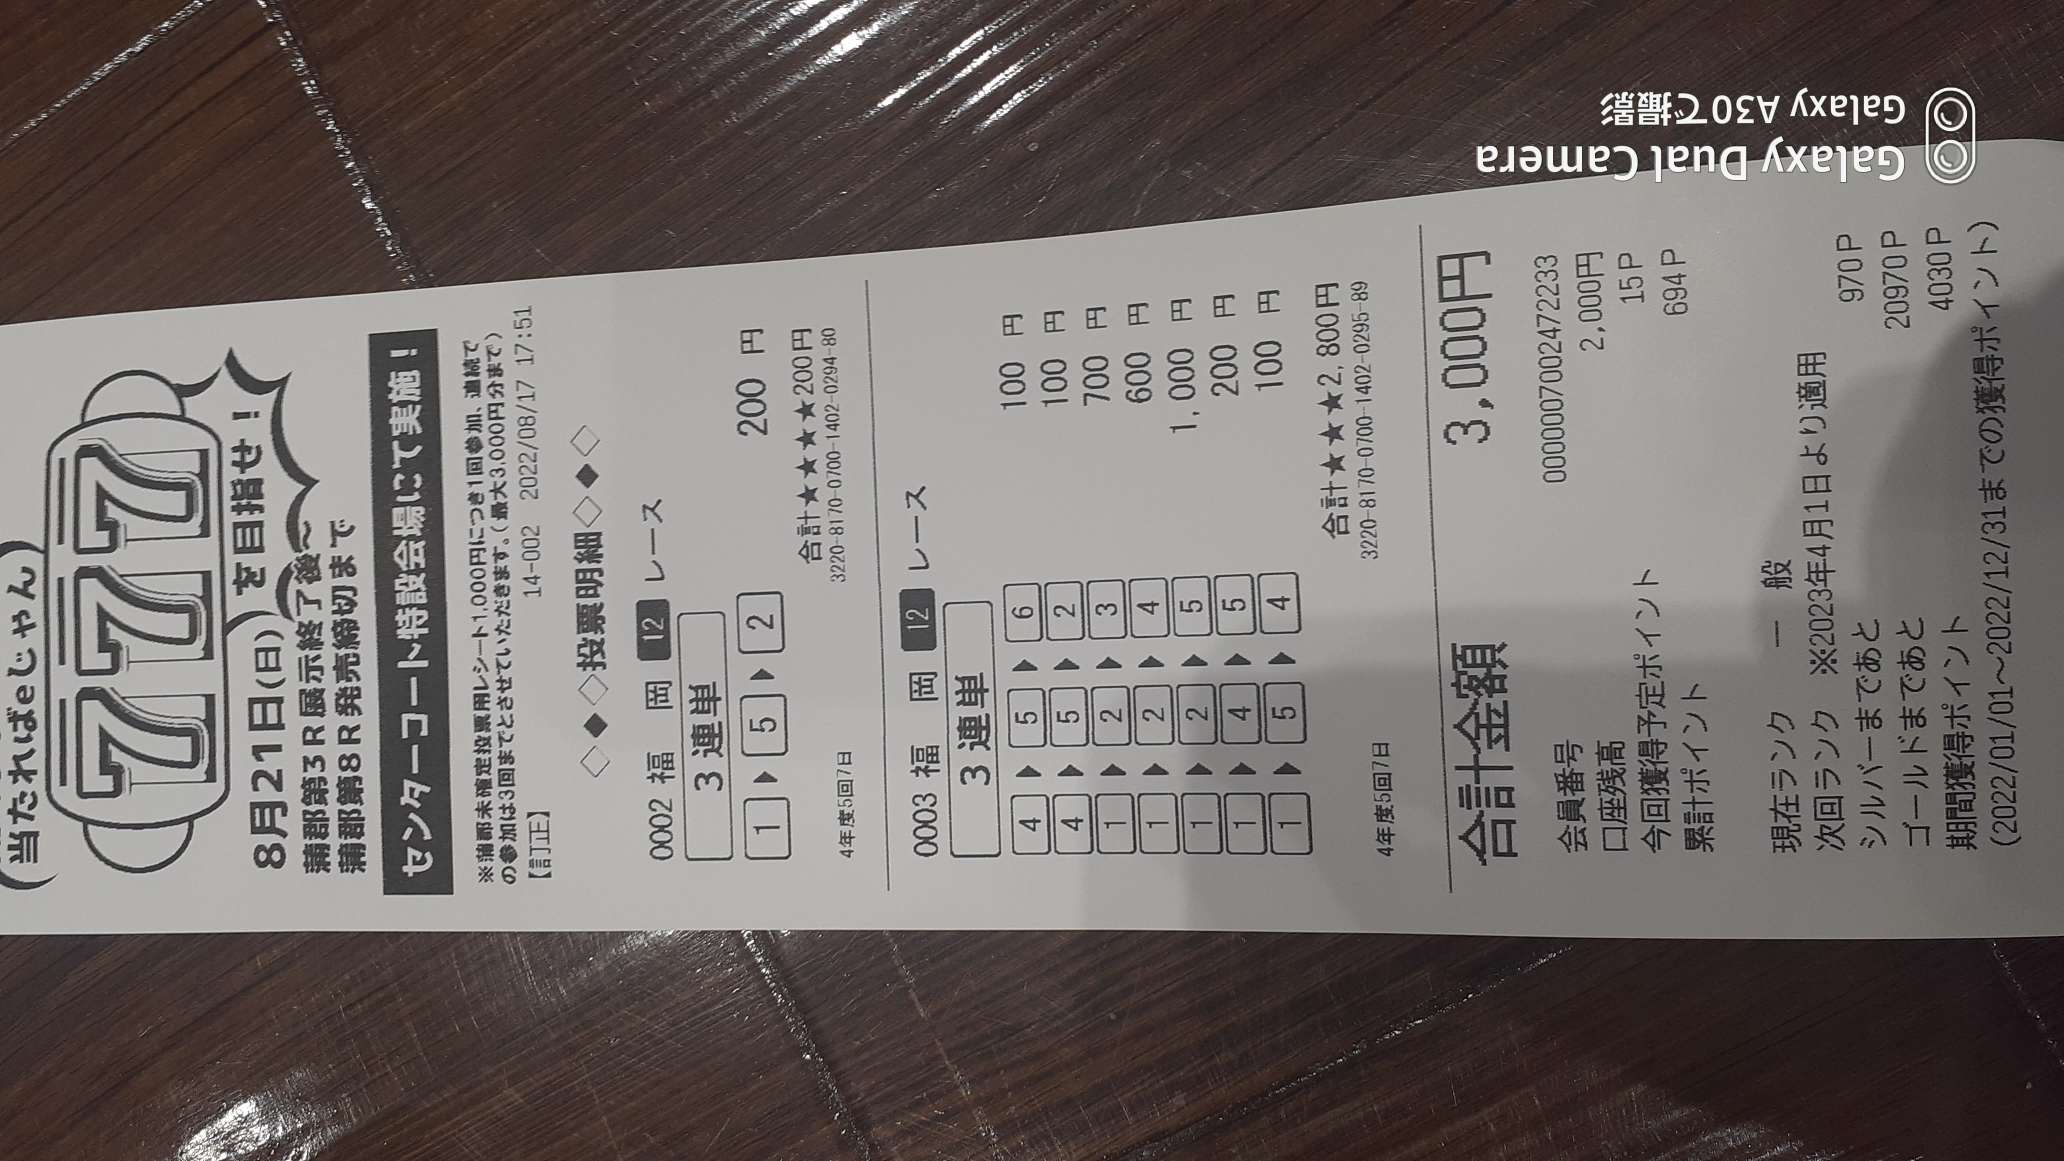 当たればeじゃん
777
を目指せ！
8月21日(日)
蒲郡第3R展示終了後～
蒲郡第8R発売締切まで
センターコート特設会場にて実施！
※蒲郡未確定投票用レシート1,000円につき1回参加、連続で
の参加は3回までとさせていただきます。(最大3,000円分まで)
【訂正】 14-002 2022/08/17 17:51
◇◆◇投票明細◇◆◇
0002 福 岡 12 レース
3連単
1▶5▶2 200 円
合計★★★★★200円
4年度5回7日 3220-8170-0700-1402-0294-80
0003 福 岡 12 レース
3連単
4▶5▶6 100 円
4▶5▶2 100 円
1▶2▶3 700 円
1▶2▶4 600 円
1▶2▶5 1,000 円
1▶4▶5 200 円
1▶5▶4 100 円
合計★★★2,800円
4年度5回7日 3220-8170-0700-1402-0295-89
合計金額 3,000円
会員番号 0000007002472233
口座残高 2,000円
今回獲得予定ポイント 15P
累計ポイント 694P
現在ランク 一 般
次回ランク ※2023年4月1日より適用
シルバーまであと 970P
ゴールドまであと 20970P
期間獲得ポイント 4030P
(2022/01/01～2022/12/31までの獲得ポイント)
Galaxy Dual Camera
Galaxy A30で撮影